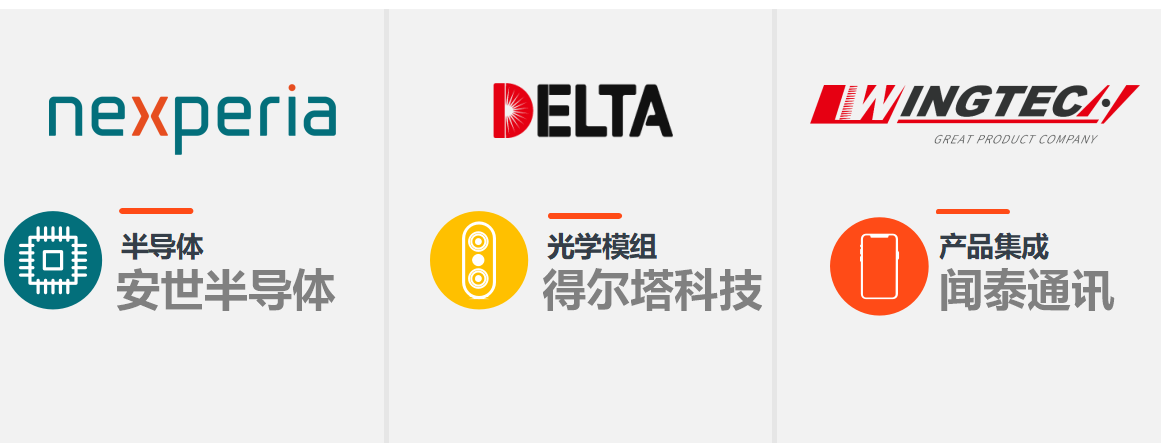 nexperia
半导体
安世半导体
DELTA
光学模组
得尔塔科技
WINGTECH
GREAT PRODUCT COMPANY
产品集成
闻泰通讯